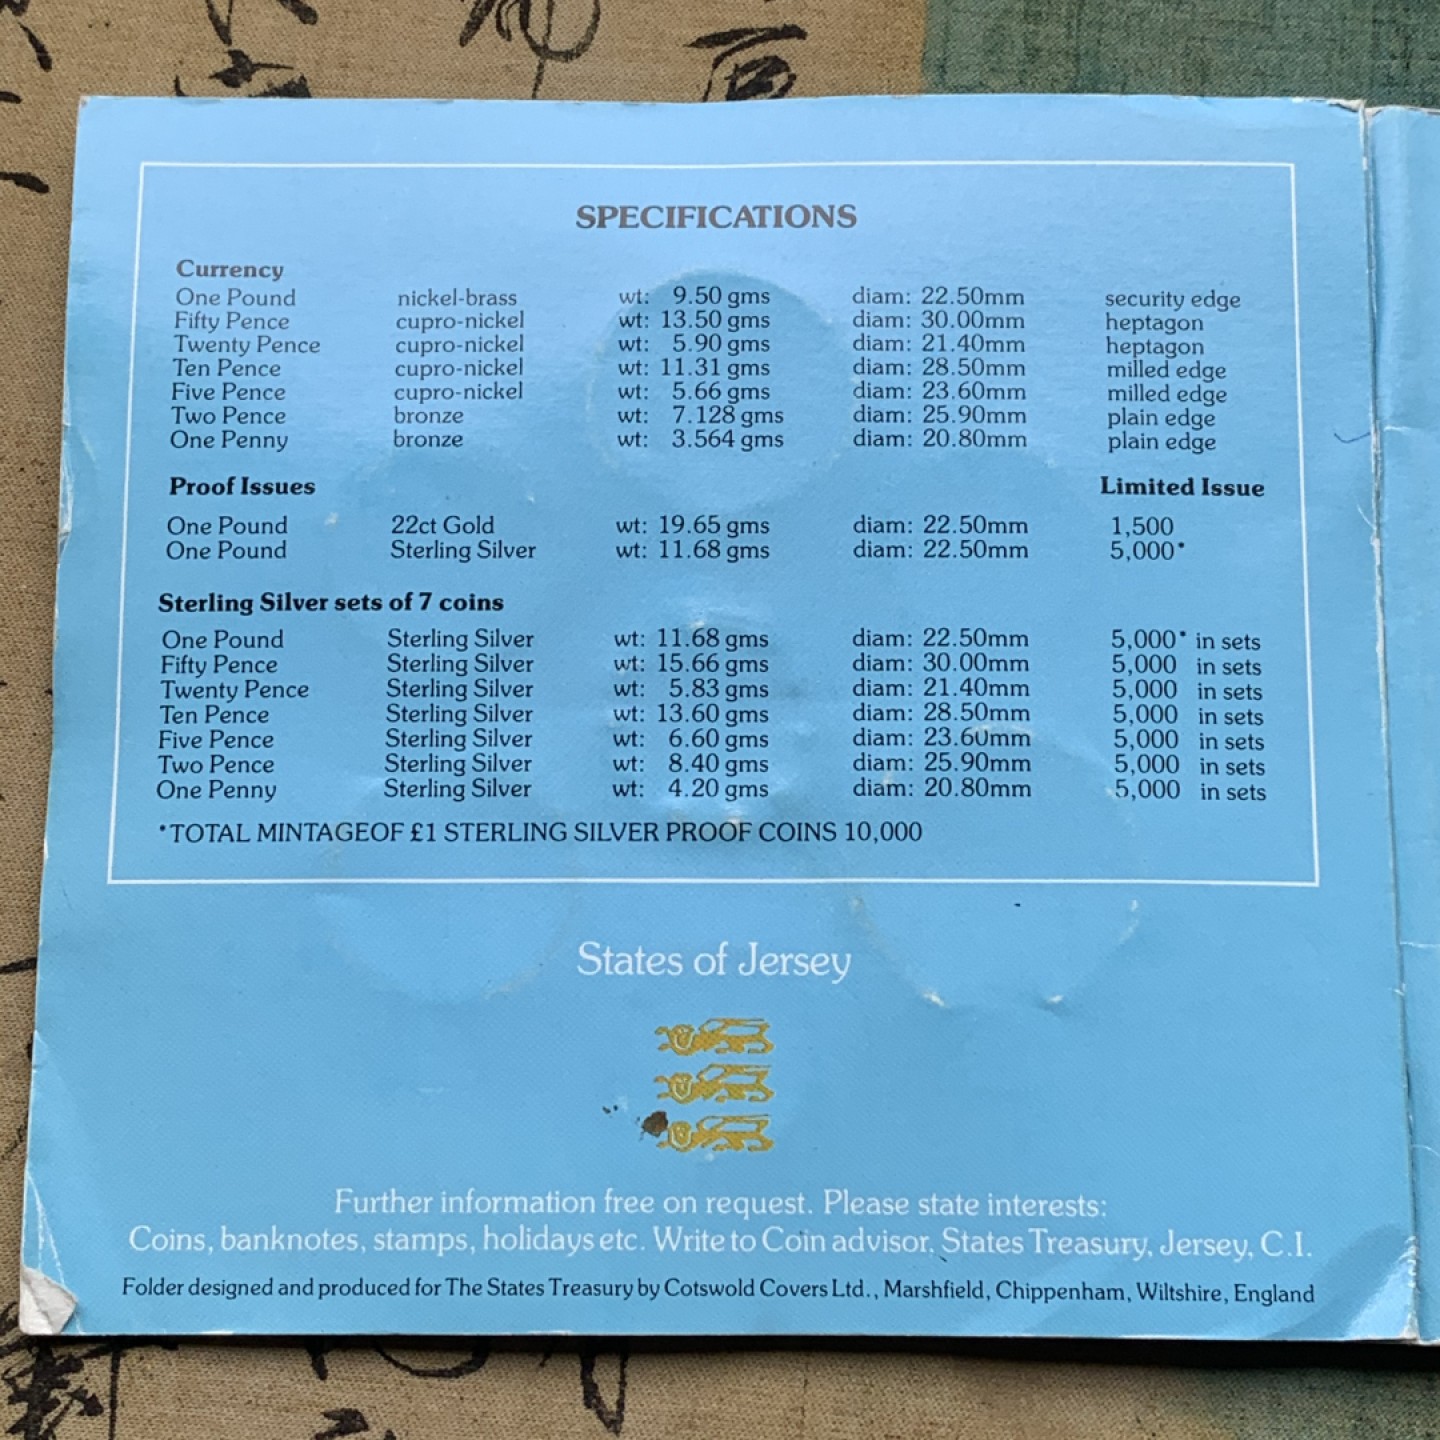 SPECIFICATIONS
Currency
One Pound nickel-brass wt: 9.50 gms diam: 22.50mm security edge
Fifty Pence cupro-nickel wt: 13.50 gms diam: 30.00mm heptagon
Twenty Pence cupro-nickel wt: 5.90 gms diam: 21.40mm heptagon
Ten Pence cupro-nickel wt: 11.31 gms diam: 28.50mm milled edge
Five Pence cupro-nickel wt: 5.66 gms diam: 23.60mm milled edge
Two Pence bronze wt: 7.128 gms diam: 25.90mm plain edge
One Penny bronze wt: 3.564 gms diam: 20.80mm plain edge
Proof Issues Limited Issue
One Pound 22ct Gold wt: 19.65 gms diam: 22.50mm 1,500
One Pound Sterling Silver wt: 11.68 gms diam: 22.50mm 5,000*
Sterling Silver sets of 7 coins
One Pound Sterling Silver wt: 11.68 gms diam: 22.50mm 5,000* in sets
Fifty Pence Sterling Silver wt: 15.66 gms diam: 30.00mm 5,000 in sets
Twenty Pence Sterling Silver wt: 5.83 gms diam: 21.40mm 5,000 in sets
Ten Pence Sterling Silver wt: 13.60 gms diam: 28.50mm 5,000 in sets
Five Pence Sterling Silver wt: 6.60 gms diam: 23.60mm 5,000 in sets
Two Pence Sterling Silver wt: 8.40 gms diam: 25.90mm 5,000 in sets
One Penny Sterling Silver wt: 4.20 gms diam: 20.80mm 5,000 in sets
*TOTAL MINTAGEOF £1 STERLING SILVER PROOF COINS 10,000
States of Jersey
Further information free on request. Please state interests:
Coins, banknotes, stamps, holidays etc. Write to Coin advisor, States Treasury, Jersey, C.I.
Folder designed and produced for The States Treasury by Cotswold Covers Ltd., Marshfield, Chippenham, Wiltshire, England